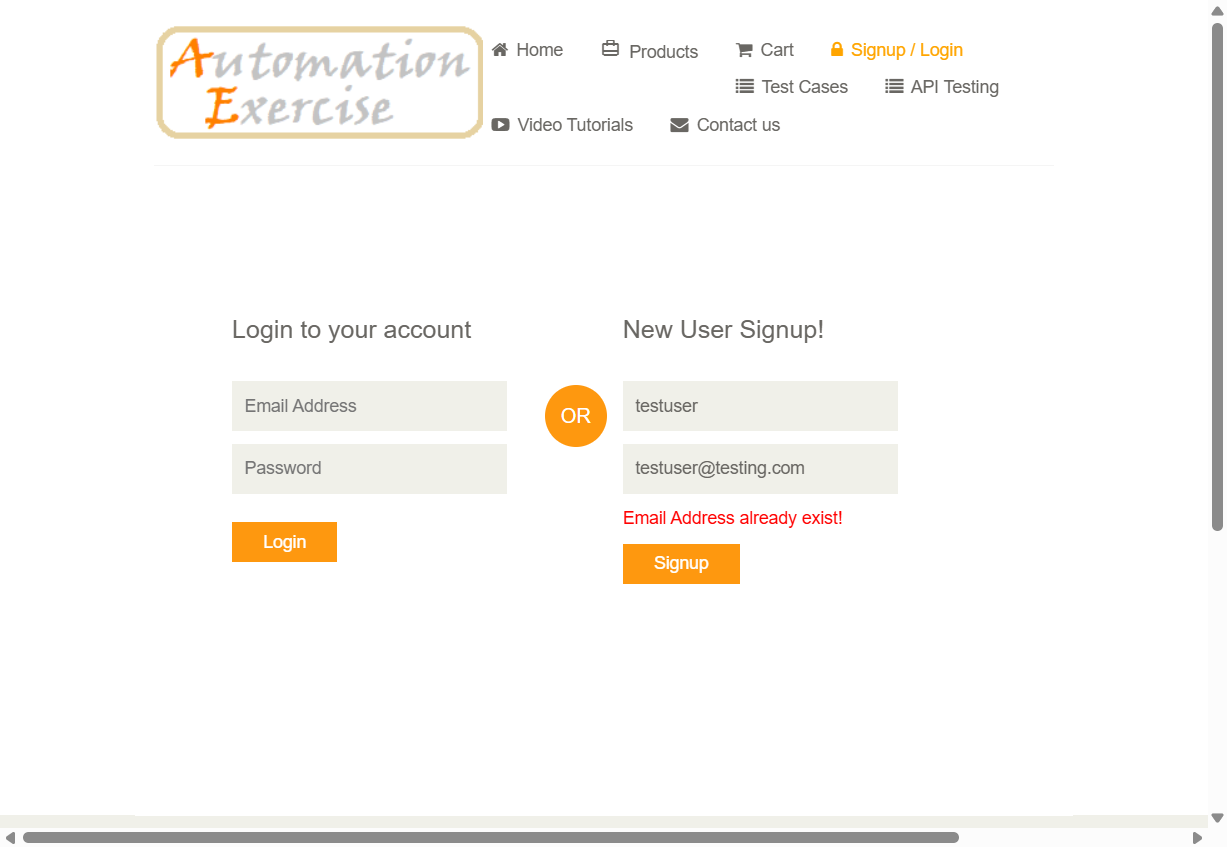 Automation
Exercise
Home
Products
Cart
Signup / Login
Test Cases
API Testing
Video Tutorials
Contact us
Login to your account
Email Address
Password
Login
OR
New User Signup!
testuser
testuser@testing.com
Email Address already exist!
Signup